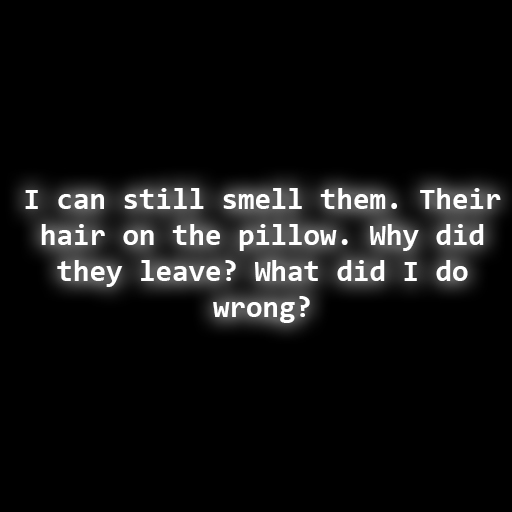 I can still smell them. Their
hair on the pillow. Why did
they leave? What did I do
wrong?